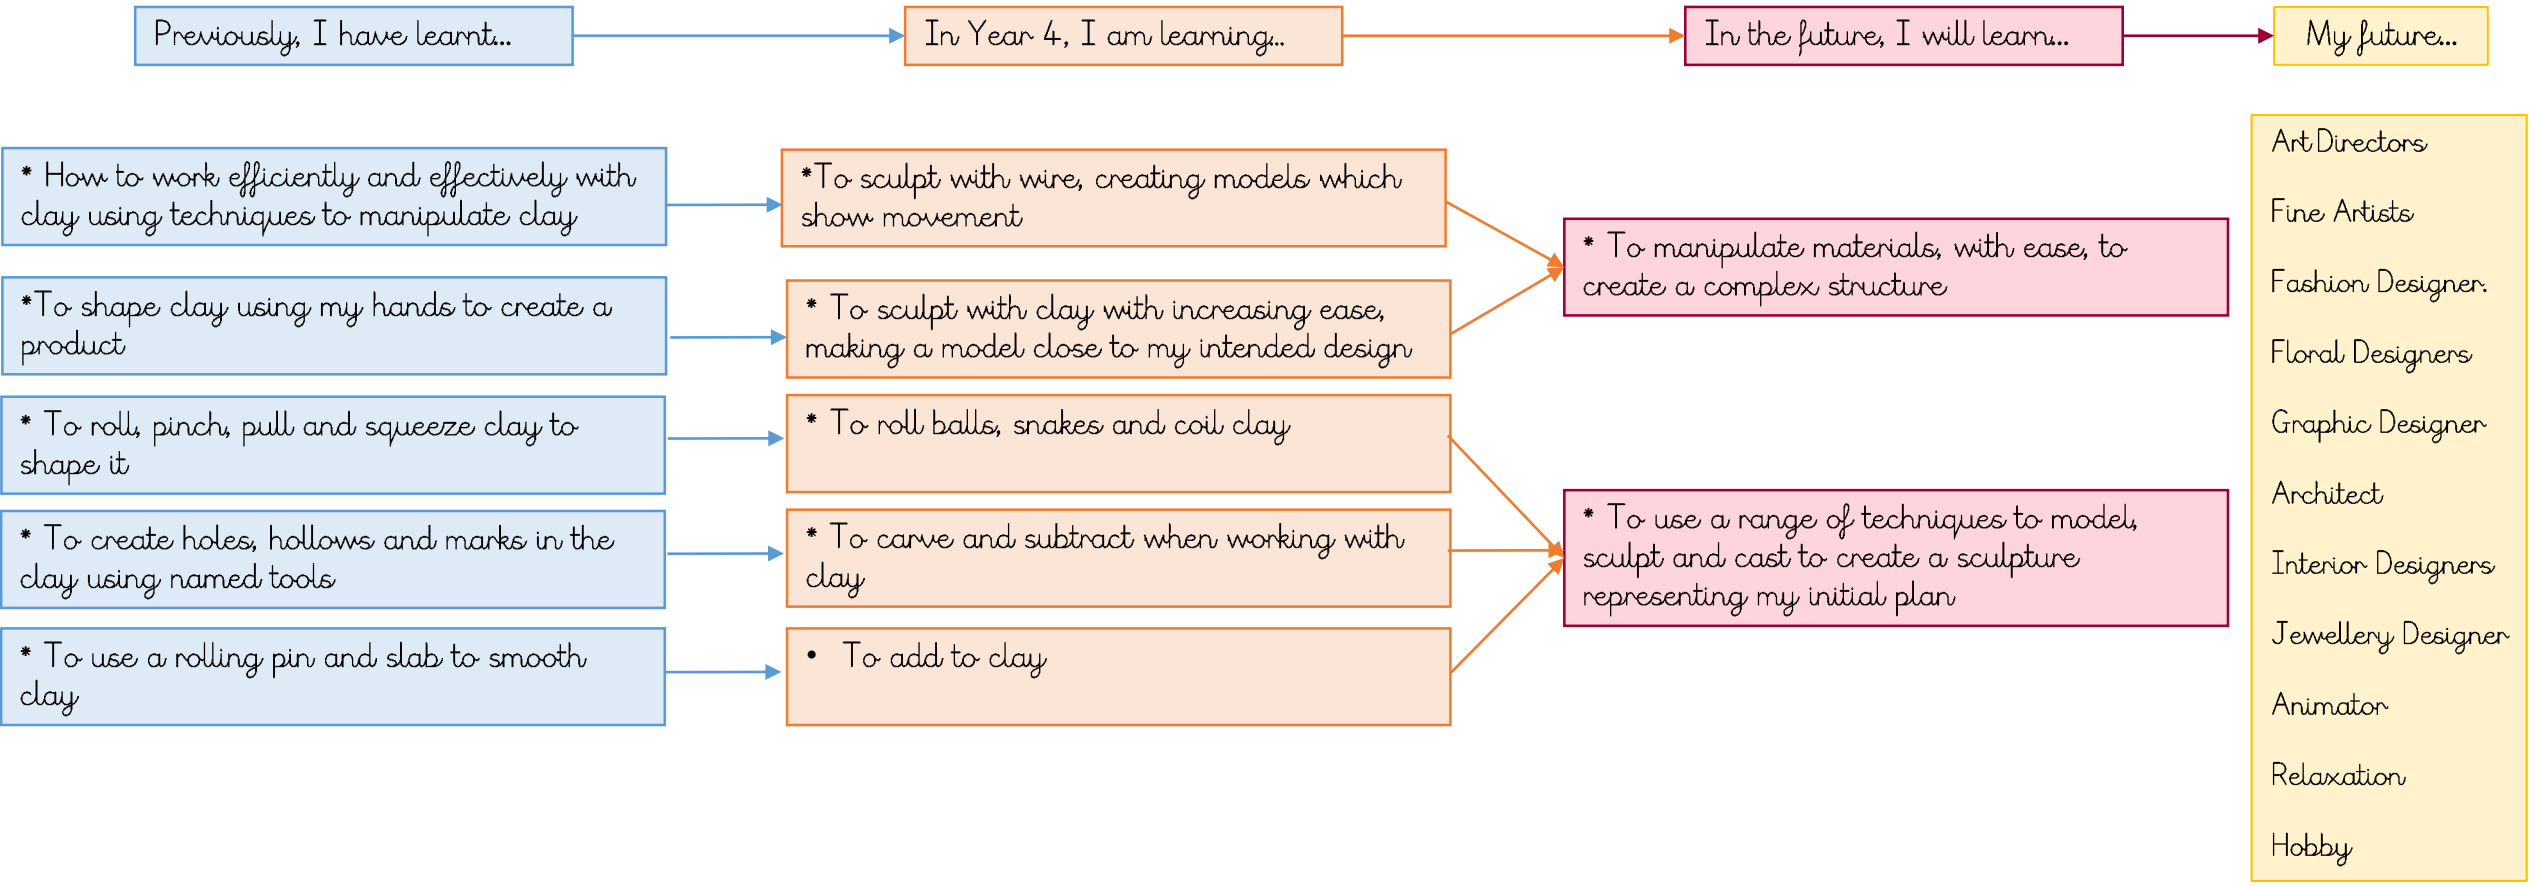 Previously, I have learnt...
In Year 4, I am learning...
In the future, I will learn...
My future...
* How to work efficiently and effectively with
clay using techniques to manipulate clay
*To shape clay using my hands to create a
product
* To roll, pinch, pull and squeeze clay to
shape it
* To create holes, hollows and marks in the
clay using named tools
* To use a rolling pin and slab to smooth
clay
*To sculpt with wire, creating models which
show movement
* To sculpt with clay with increasing ease,
making a model close to my intended design
* To roll balls, snakes and coil clay
* To carve and subtract when working with
clay
• To add to clay
* To manipulate materials, with ease, to
create a complex structure
* To use a range of techniques to model,
sculpt and cast to create a sculpture
representing my initial plan
Art Directors
Fine Artists
Fashion Designer.
Floral Designers
Graphic Designer
Architect
Interior Designers
Jewellery Designer
Animator
Relaxation
Hobby